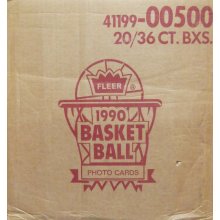 41199-00500
20/36 CT. BXS.
FLEER
1990
BASKET
BALL
PHOTO CARDS